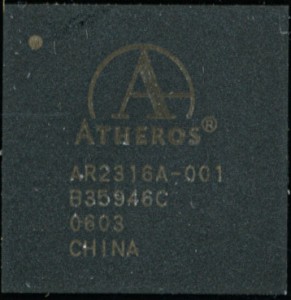 ATHEROS®
AR2316A-001
B35946C
0603
CHINA